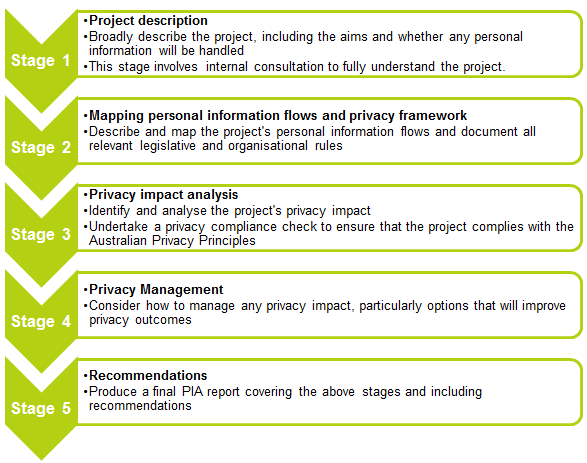 Stage 1
•Project description
•Broadly describe the project, including the aims and whether any personal
information will be handled
•This stage involves internal consultation to fully understand the project.
Stage 2
•Mapping personal information flows and privacy framework
•Describe and map the project's personal information flows and document all
relevant legislative and organisational rules
Stage 3
•Privacy impact analysis
•Identify and analyse the project's privacy impact
•Undertake a privacy compliance check to ensure that the project complies with the
Australian Privacy Principles
Stage 4
•Privacy Management
•Consider how to manage any privacy impact, particularly options that will improve
privacy outcomes
Stage 5
•Recommendations
•Produce a final PIA report covering the above stages and including
recommendations